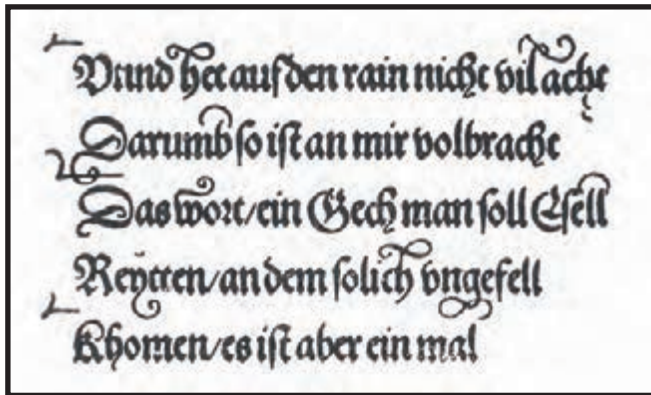 Vnnd het auf den rain nicht vil acht
Darumb so ist an mir volbracht
Das wort/ein Gech man soll Esell
Reytten/an dem solich vngefell
Khomen/es ist aber ein mal